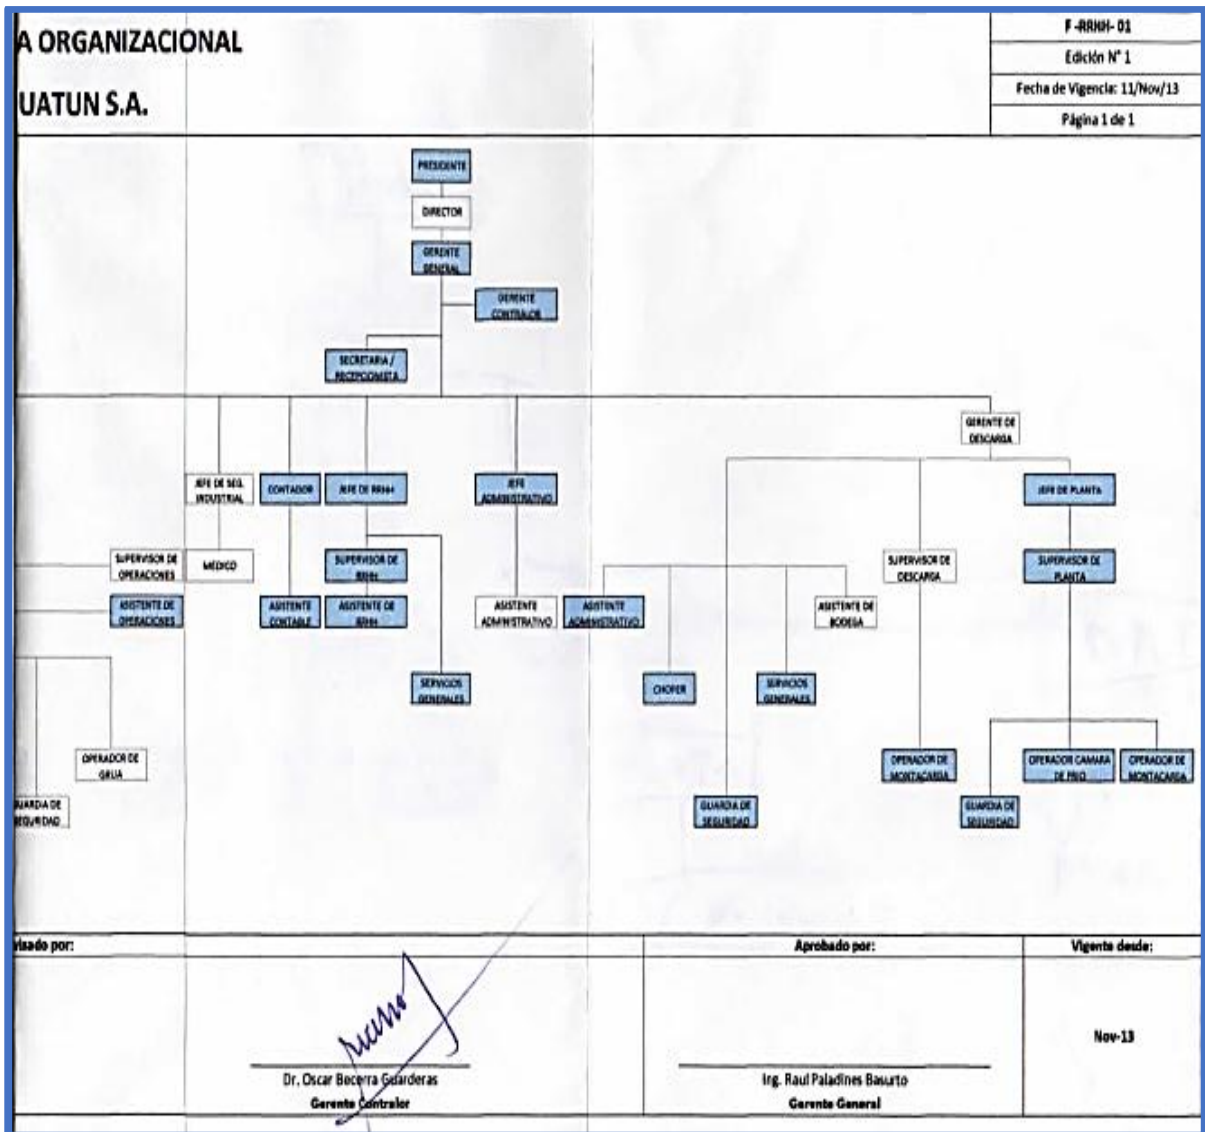 A ORGANIZACIONAL
UATUN S.A.
F -RRHH- 01
Edición N° 1
Fecha de Vigencia: 11/Nov/13
Página 1 de 1
PRESIDENTE
DIRECTOR
GERENTE
GENERAL
GERENTE
CONTRALOR
SECRETARIA /
RECEPCIONISTA
GERENTE DE
DESCARGA
JEFE DE SEG.
INDUSTRIAL
CONTADOR
JEFE DE RRHH
JEFE
ADMINISTRATIVO
JEFE DE PLANTA
SUPERVISOR DE
OPERACIONES
MEDICO
SUPERVISOR DE
RRHH
SUPERVISOR DE
DESCARGA
SUPERVISOR DE
PLANTA
ASISTENTE DE
OPERACIONES
ASISTENTE
CONTABLE
ASISTENTE DE
RRHH
ASISTENTE
ADMINISTRATIVO
ASISTENTE
ADMINISTRATIVO
ASISTENTE DE
BODEGA
SERVICIOS
GENERALES
CHOFER
SERVICIOS
GENERALES
OPERADOR DE
GRUA
OPERADOR DE
MONTACARGA
OPERADOR CAMARA
DE FRIO
OPERADOR DE
MONTACARGA
UARDIA DE
SEGURIDAD
GUARDIA DE
SEGURIDAD
GUARDIA DE
SEGURIDAD
visado por:
Aprobado por:
Vigente desde:
Dr. Oscar Becerra Guarderas
Gerente Contralor
Ing. Raul Paladines Basurto
Gerente General
Nov-13